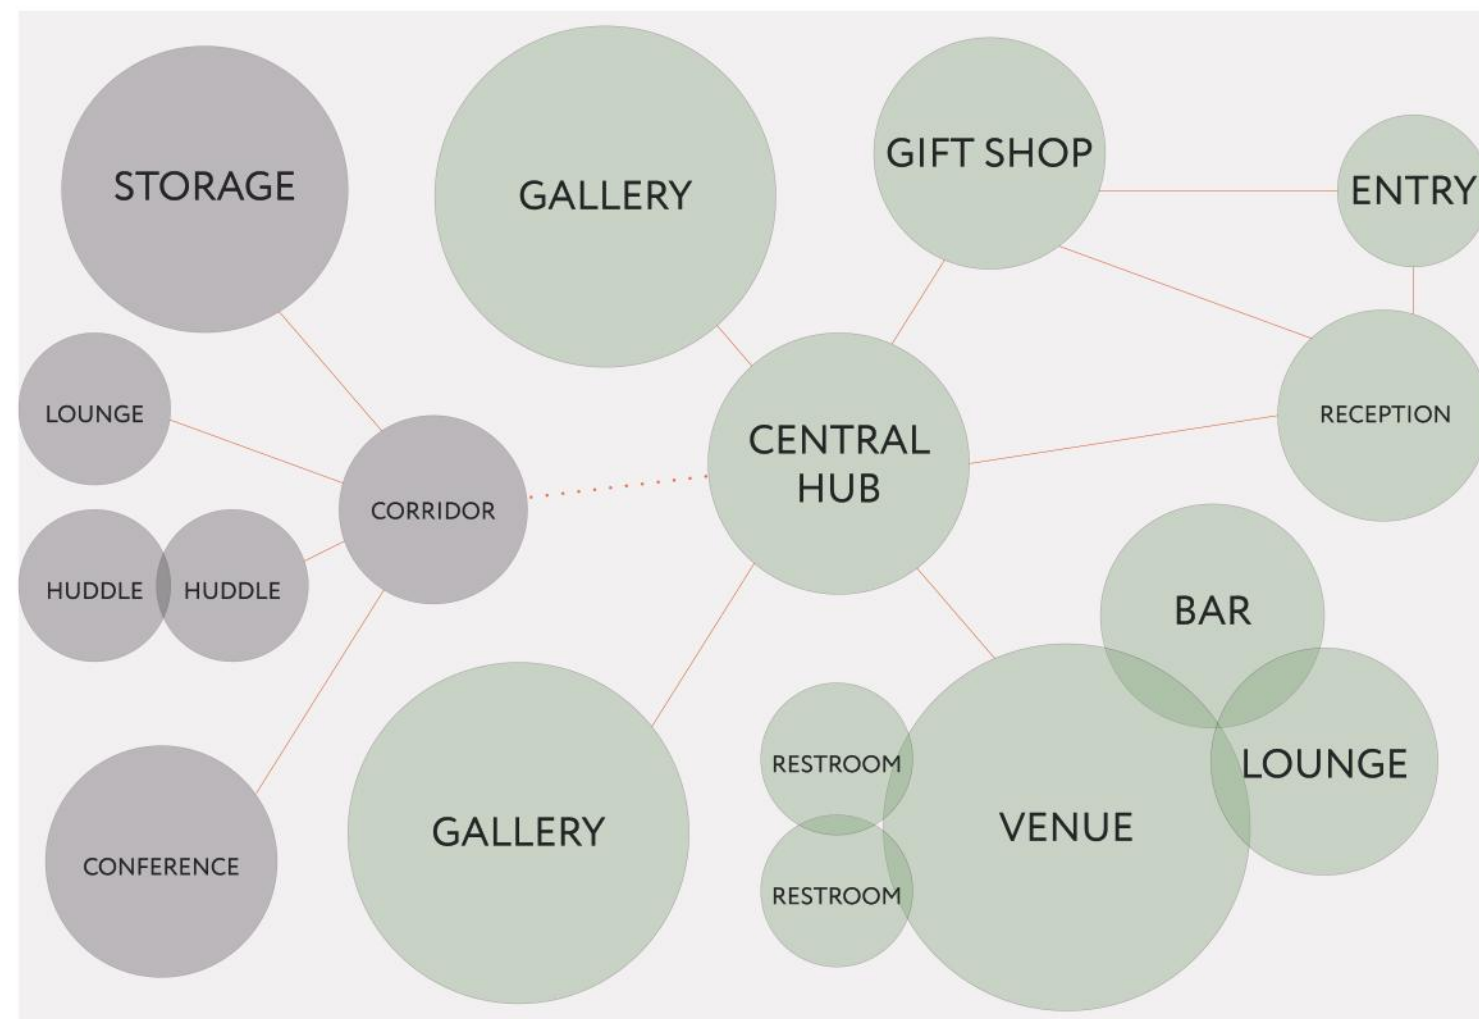 STORAGE
GALLERY
GIFT SHOP
ENTRY
LOUNGE
RECEPTION
CENTRAL
HUB
CORRIDOR
HUDDLE
HUDDLE
BAR
RESTROOM
LOUNGE
VENUE
GALLERY
CONFERENCE
RESTROOM